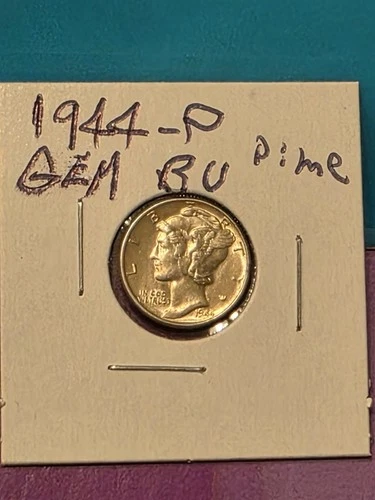 1944-P
GEM BU Dime
LIBERTY
IN GOD
WE TRUST
1944